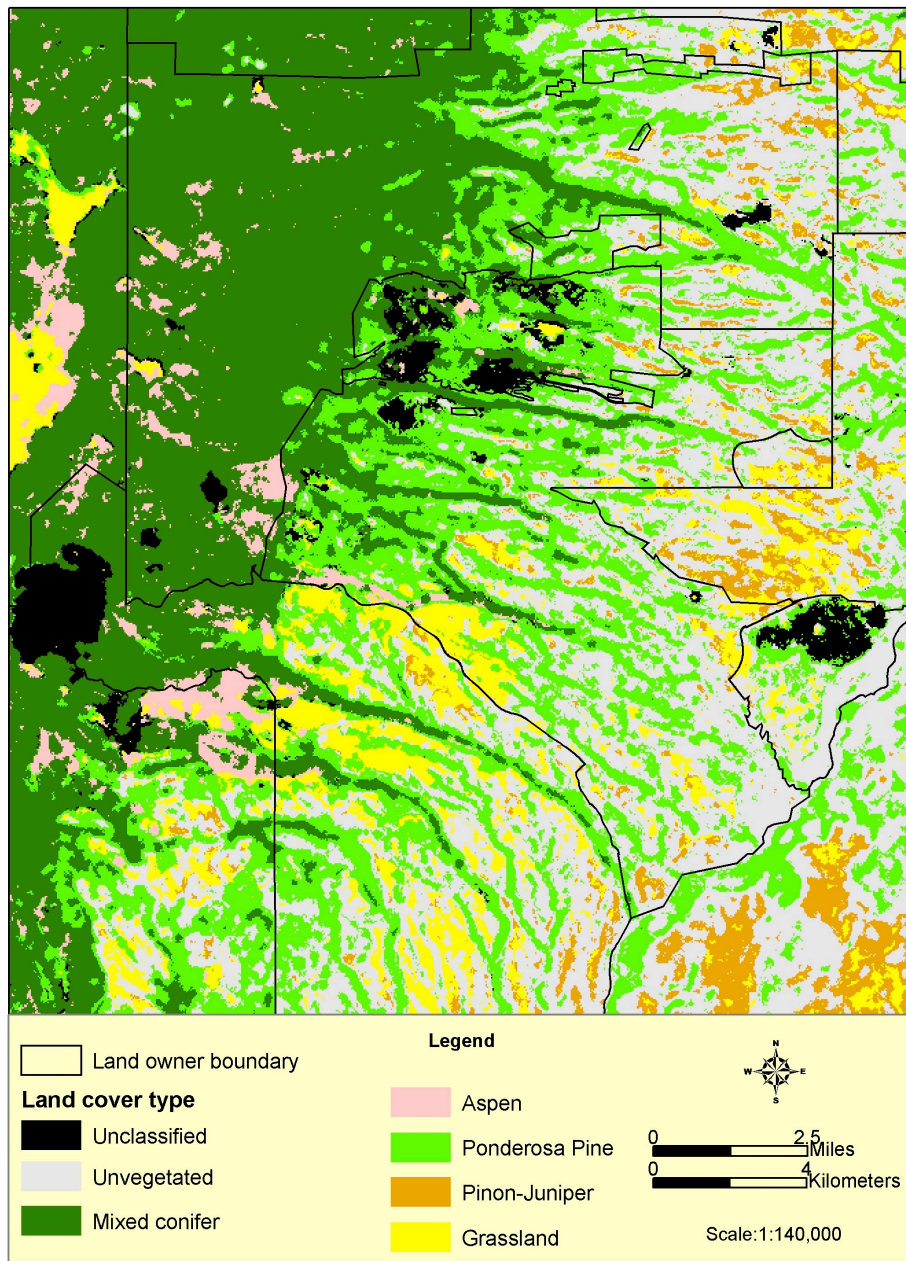 Legend
Land owner boundary
Land cover type
Unclassified
Unvegetated
Mixed conifer
Aspen
Ponderosa Pine
Pinon-Juniper
Grassland
N
W E
S
0 2.5
Miles
0 4
Kilometers
Scale:1:140,000